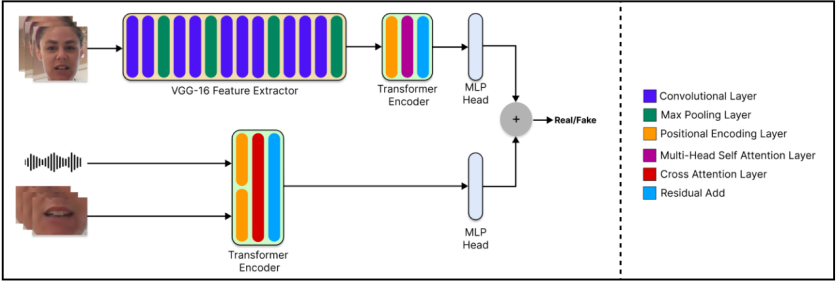 VGG-16 Feature Extractor
Transformer
Encoder
MLP
Head
+
Real/Fake
Transformer
Encoder
MLP
Head
Convolutional Layer
Max Pooling Layer
Positional Encoding Layer
Multi-Head Self Attention Layer
Cross Attention Layer
Residual Add